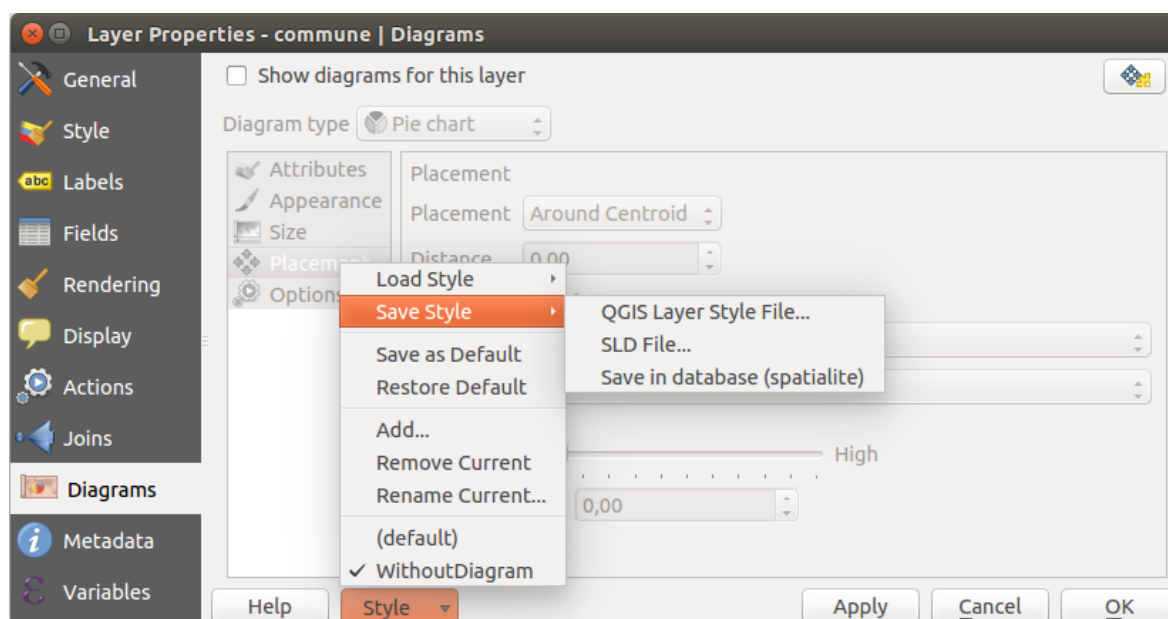 Layer Properties - commune | Diagrams
General
Style
abc Labels
Fields
Rendering
Display
Actions
Joins
Diagrams
Metadata
Variables
Show diagrams for this layer
Diagram type Pie chart
Attributes
Appearance
Size
Placement
Options
Placement
Placement Around Centroid
Distance 0,00
Load Style
Save Style
Save as Default
Restore Default
Add...
Remove Current
Rename Current...
(default)
WithoutDiagram
QGIS Layer Style File...
SLD File...
Save in database (spatialite)
High
0,00
Help
Style
Apply
Cancel
OK